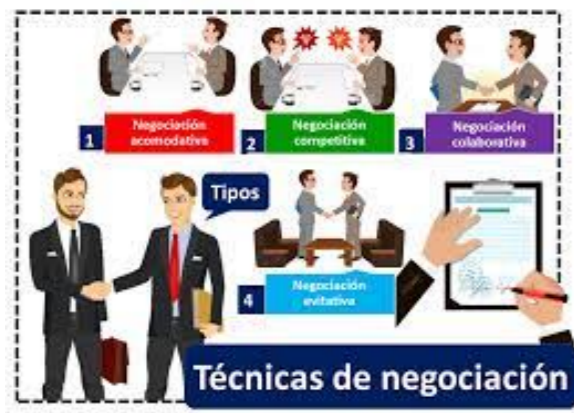 1
Negociación
acomodativa
2
Negociación
competitiva
3
Negociación
colaborativa
Tipos
4
Negociación
evitativa
Técnicas de negociación